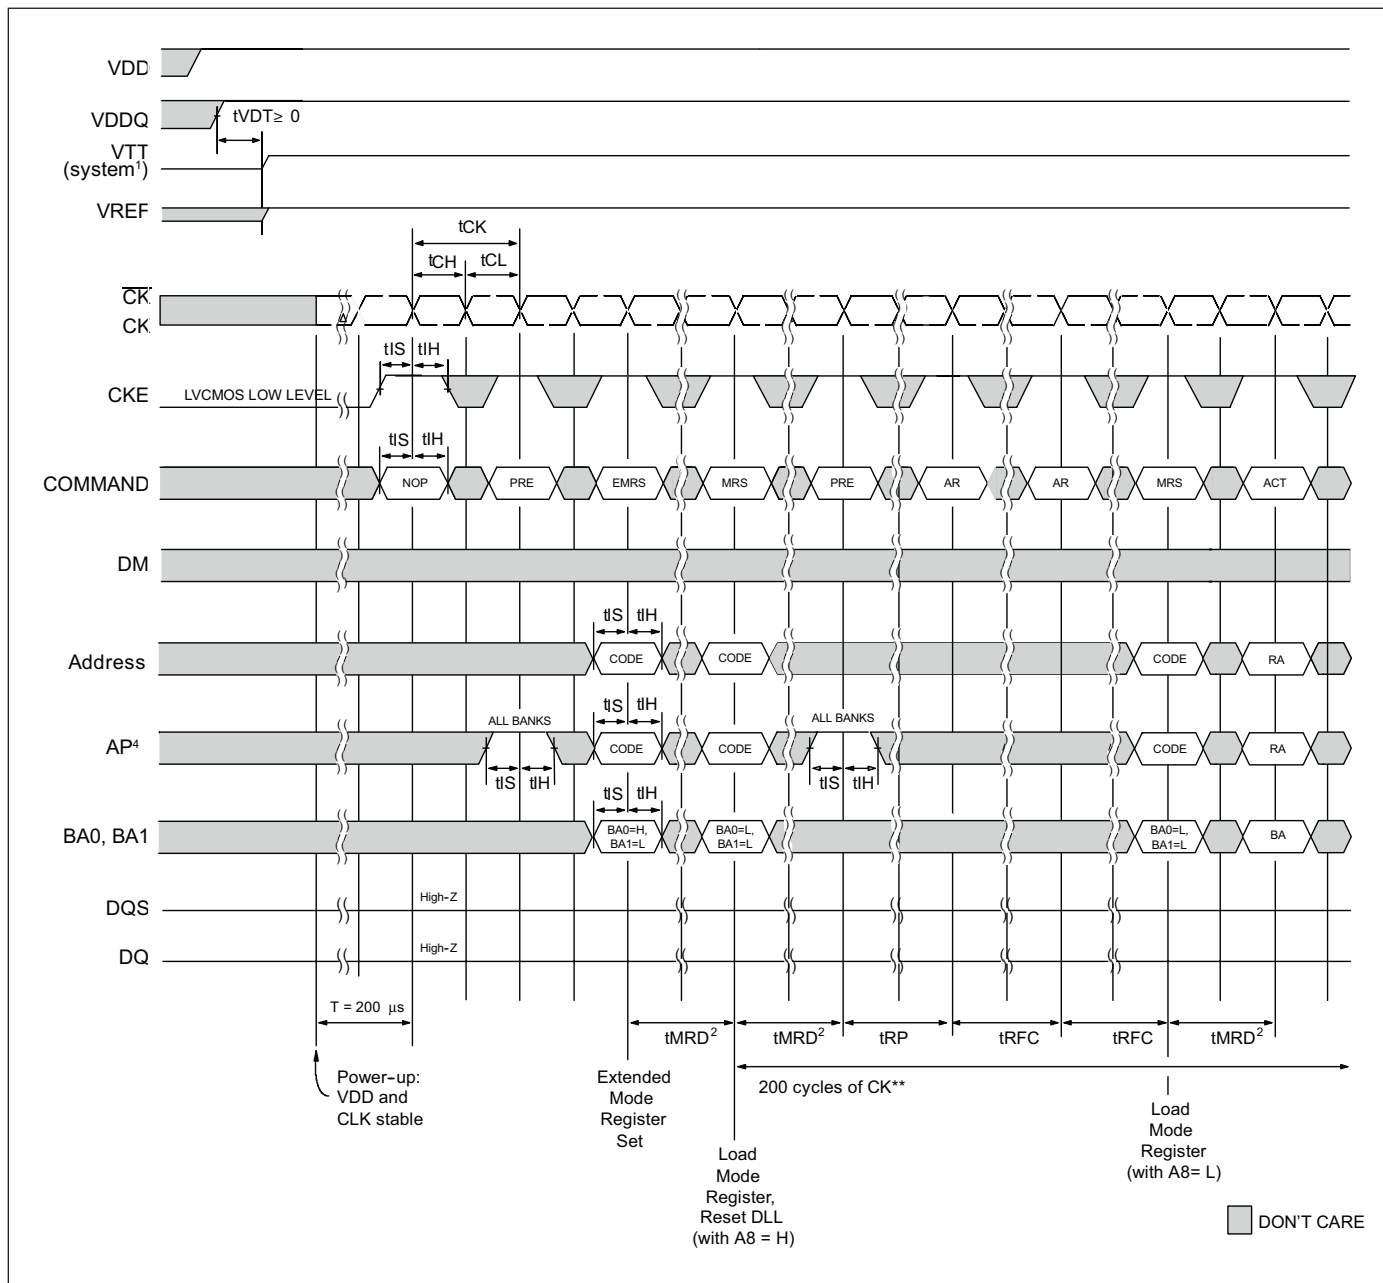 VDD
VDDQ
tVDT≥ 0
VTT
(system¹)
VREF
tCK
tCH
tCL
CK
CK
tIS
tIH
CKE
LVCMOS LOW LEVEL
tIS
tIH
COMMAND
NOP
PRE
EMRS
MRS
PRE
AR
AR
MRS
ACT
DM
tIS
tIH
Address
CODE
CODE
CODE
RA
ALL BANKS
tIS
tIH
ALL BANKS
AP⁴
CODE
CODE
CODE
RA
tIS
tIH
tIS
tIH
tIS
tIH
BA0, BA1
BA0=H,
BA1=L
BA0=L,
BA1=L
BA0=L,
BA1=L
BA
DQS
High-Z
DQ
High-Z
T = 200 μs
tMRD²
tMRD²
tRP
tRFC
tRFC
tMRD²
Power-up:
VDD and
CLK stable
Extended
Mode
Register
Set
200 cycles of CK**
Load
Mode
Register,
Reset DLL
(with A8 = H)
Load
Mode
Register
(with A8= L)
DON'T CARE